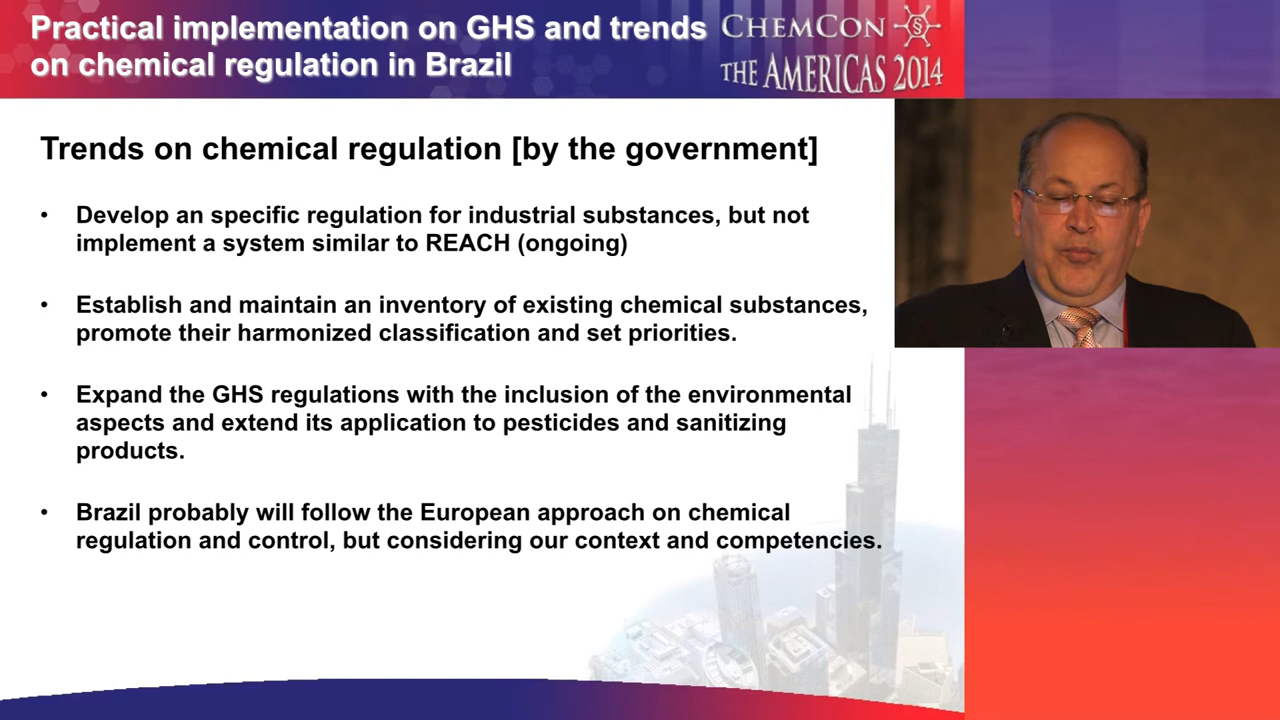 Practical implementation on GHS and trends
on chemical regulation in Brazil
CHEMCON §
THE AMERICAS 2014
Trends on chemical regulation [by the government]
• Develop an specific regulation for industrial substances, but not
implement a system similar to REACH (ongoing)
• Establish and maintain an inventory of existing chemical substances,
promote their harmonized classification and set priorities.
• Expand the GHS regulations with the inclusion of the environmental
aspects and extend its application to pesticides and sanitizing
products.
• Brazil probably will follow the European approach on chemical
regulation and control, but considering our context and competencies.